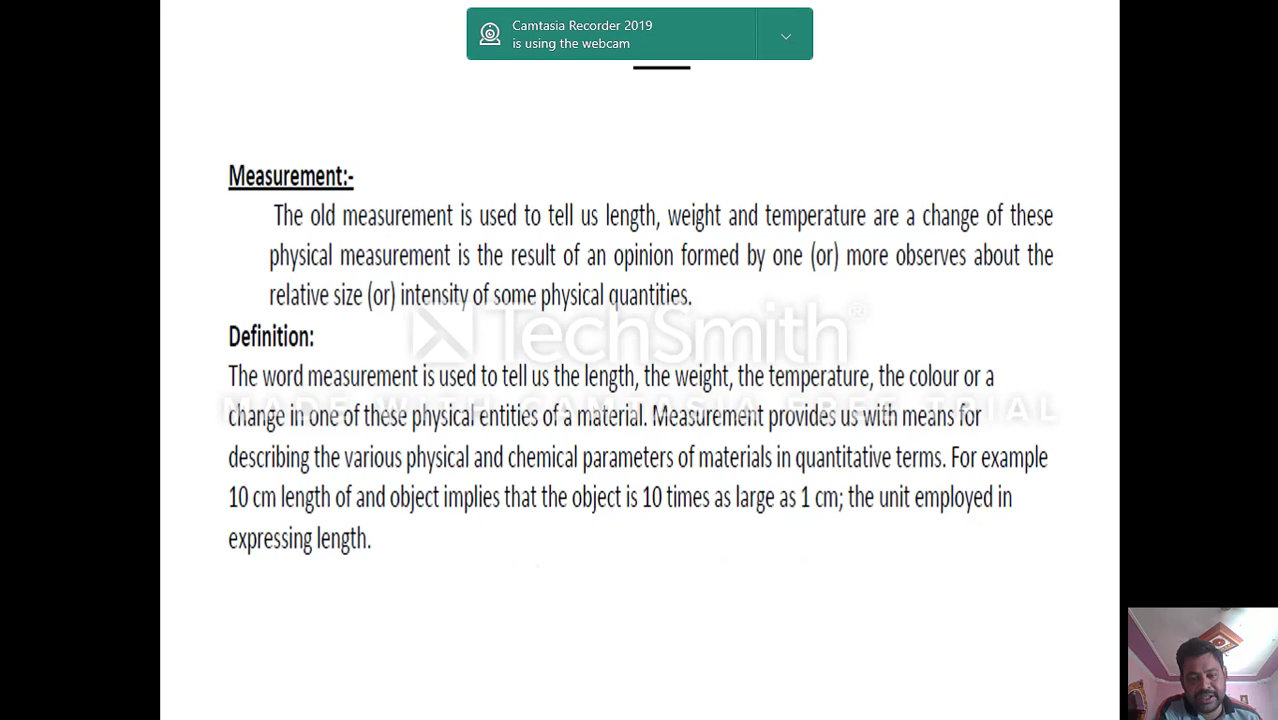 Camtasia Recorder 2019
is using the webcam
Measurement:-
The old measurement is used to tell us length, weight and temperature are a change of these
physical measurement is the result of an opinion formed by one (or) more observes about the
relative size (or) intensity of some physical quantities.
TechSmith®
Definition:
The word measurement is used to tell us the length, the weight, the temperature, the colour or a
MADE WITH CAMTASIA FREE TRIAL
change in one of these physical entities of a material. Measurement provides us with means for
describing the various physical and chemical parameters of materials in quantitative terms. For example
10 cm length of and object implies that the object is 10 times as large as 1 cm; the unit employed in
expressing length.